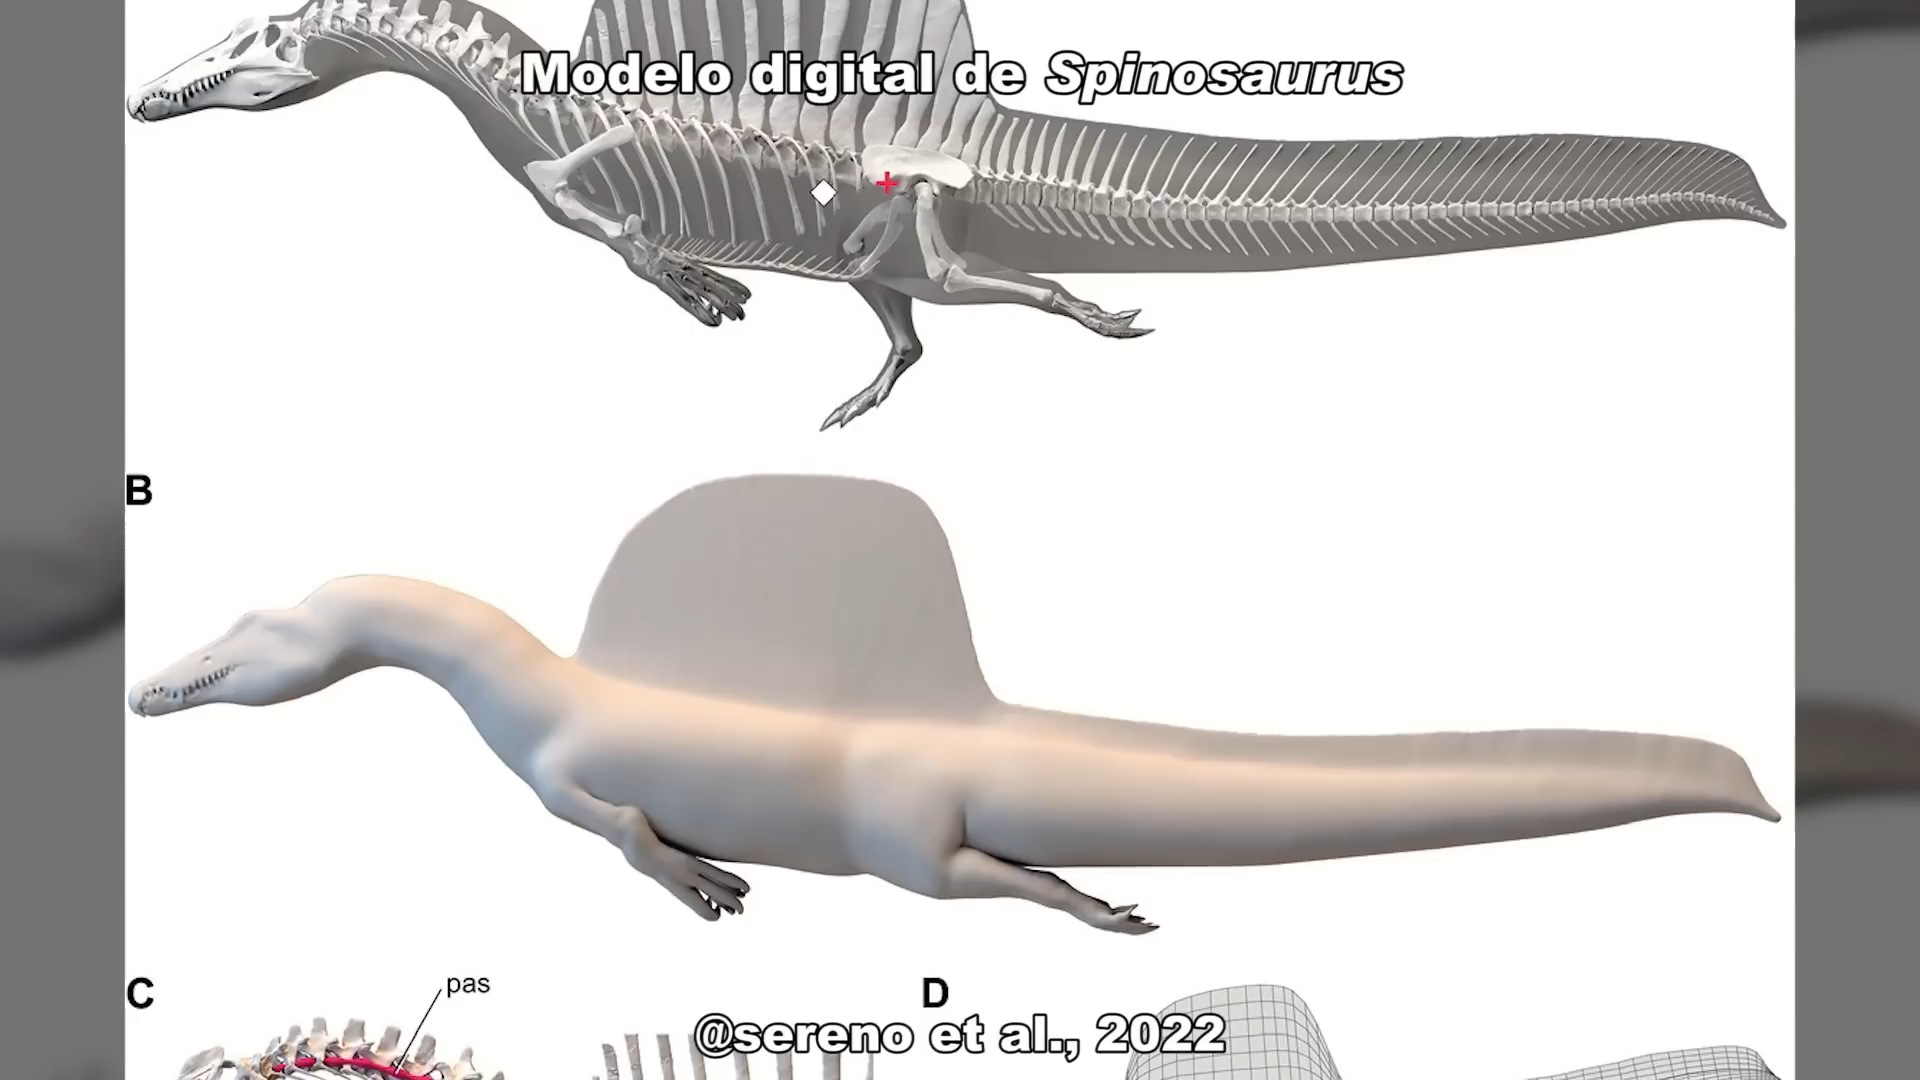 Modelo digital de Spinosaurus
B
C
pas
D
@sereno et al., 2022